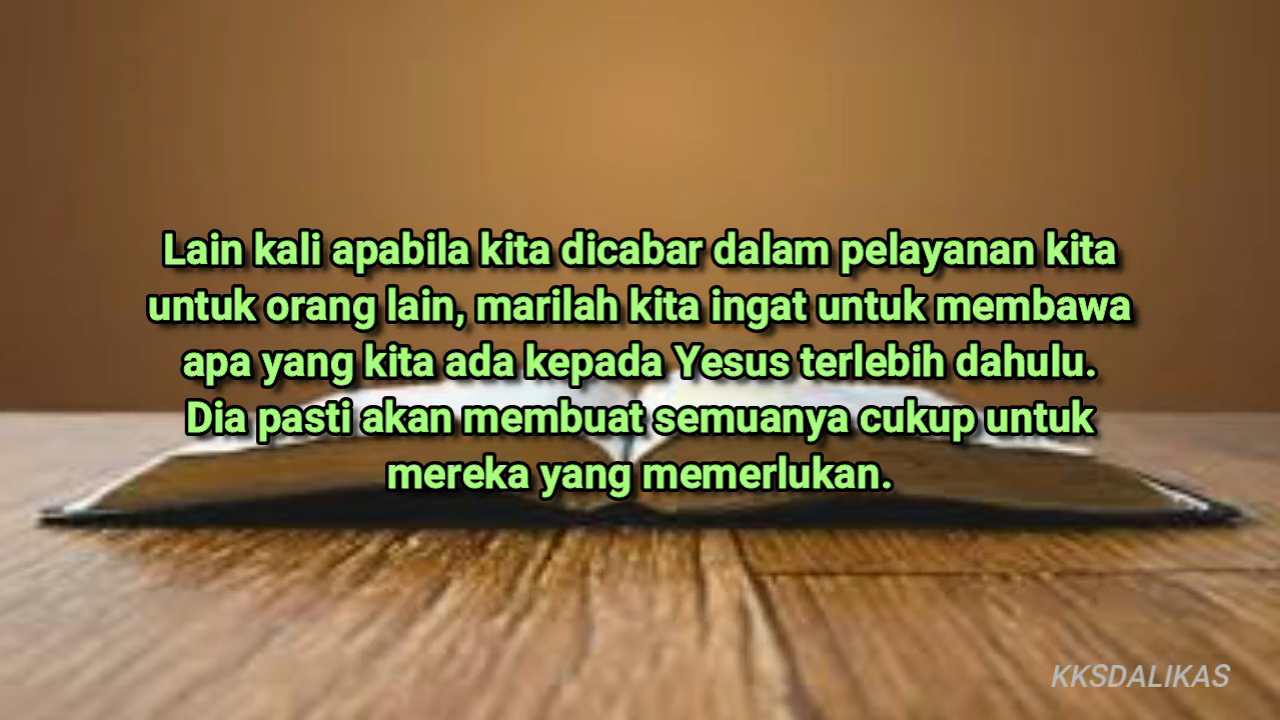 Lain kali apabila kita dicabar dalam pelayanan kita
untuk orang lain, marilah kita ingat untuk membawa
apa yang kita ada kepada Yesus terlebih dahulu.
Dia pasti akan membuat semuanya cukup untuk
mereka yang memerlukan.
KKSDALIKAS